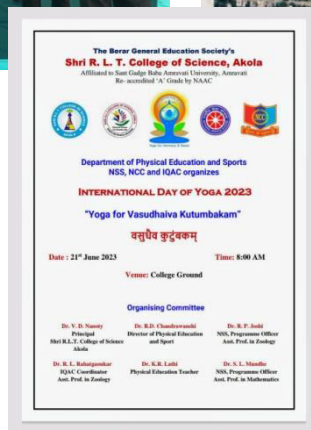 The Berar General Education Society's
Shri R. L. T. College of Science, Akola
Affiliated to Sant Gadge Baba Amravati University, Amravati
Re- accredited 'A' Grade by NAAC
Department of Physical Education and Sports
NSS, NCC and IQAC organizes
INTERNATIONAL DAY OF YOGA 2023
"Yoga for Vasudhaiva Kutumbakam"
वसुधैव कुटुंबकम्
Date : 21st June 2023 Time: 8:00 AM
Venue: College Ground
Organising Committee
Dr. V. D. Nanoty Dr. B.D. Chandrawanshi Dr. R. P. Joshi
Principal Director of Physical Education NSS, Programme Officer
Shri R.L.T. College of Science and Sport Asst. Prof. in Zoology
Akola
Dr. R. L. Rahatgaonkar Dr. K.R. Lathi Dr. S. L. Mundhe
IQAC Coordinator Physical Education Teacher NSS, Programme Officer
Asst. Prof. in Zoology Asst. Prof. in Mathematics